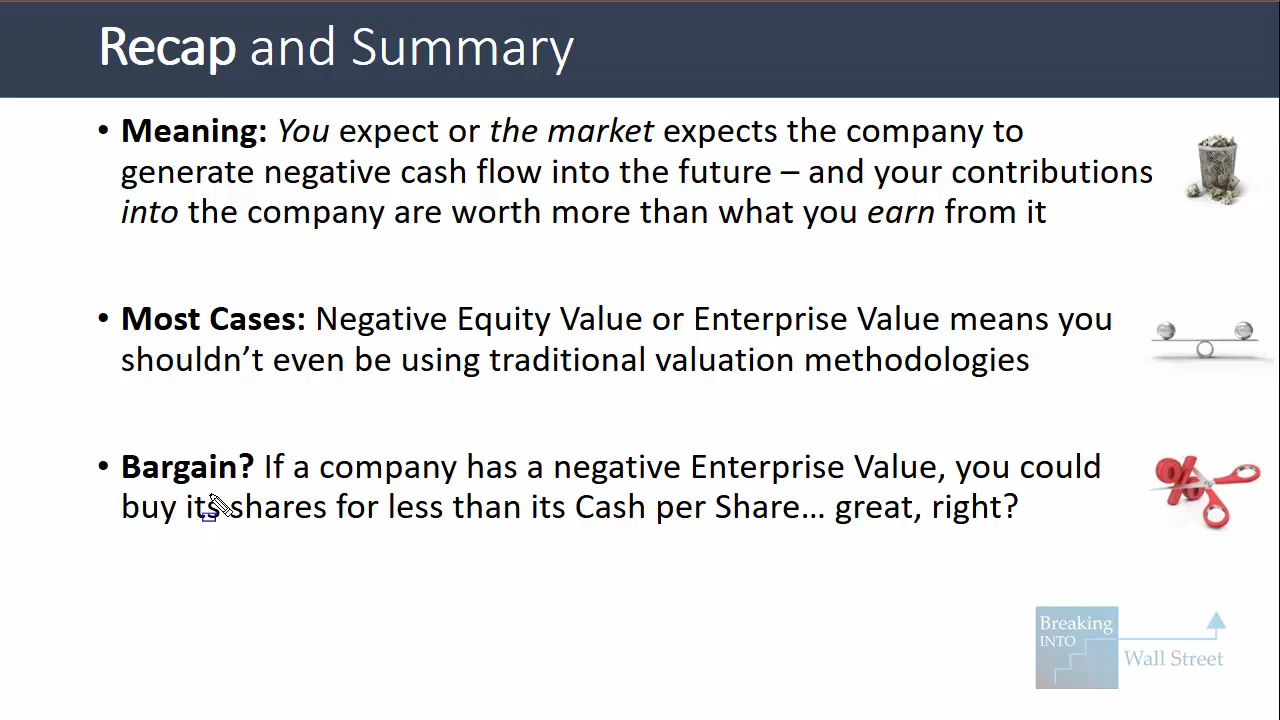 Recap and Summary
• Meaning: You expect or the market expects the company to
generate negative cash flow into the future – and your contributions
into the company are worth more than what you earn from it
• Most Cases: Negative Equity Value or Enterprise Value means you
shouldn’t even be using traditional valuation methodologies
• Bargain? If a company has a negative Enterprise Value, you could
buy its shares for less than its Cash per Share… great, right?
%
Breaking
INTO
Wall Street